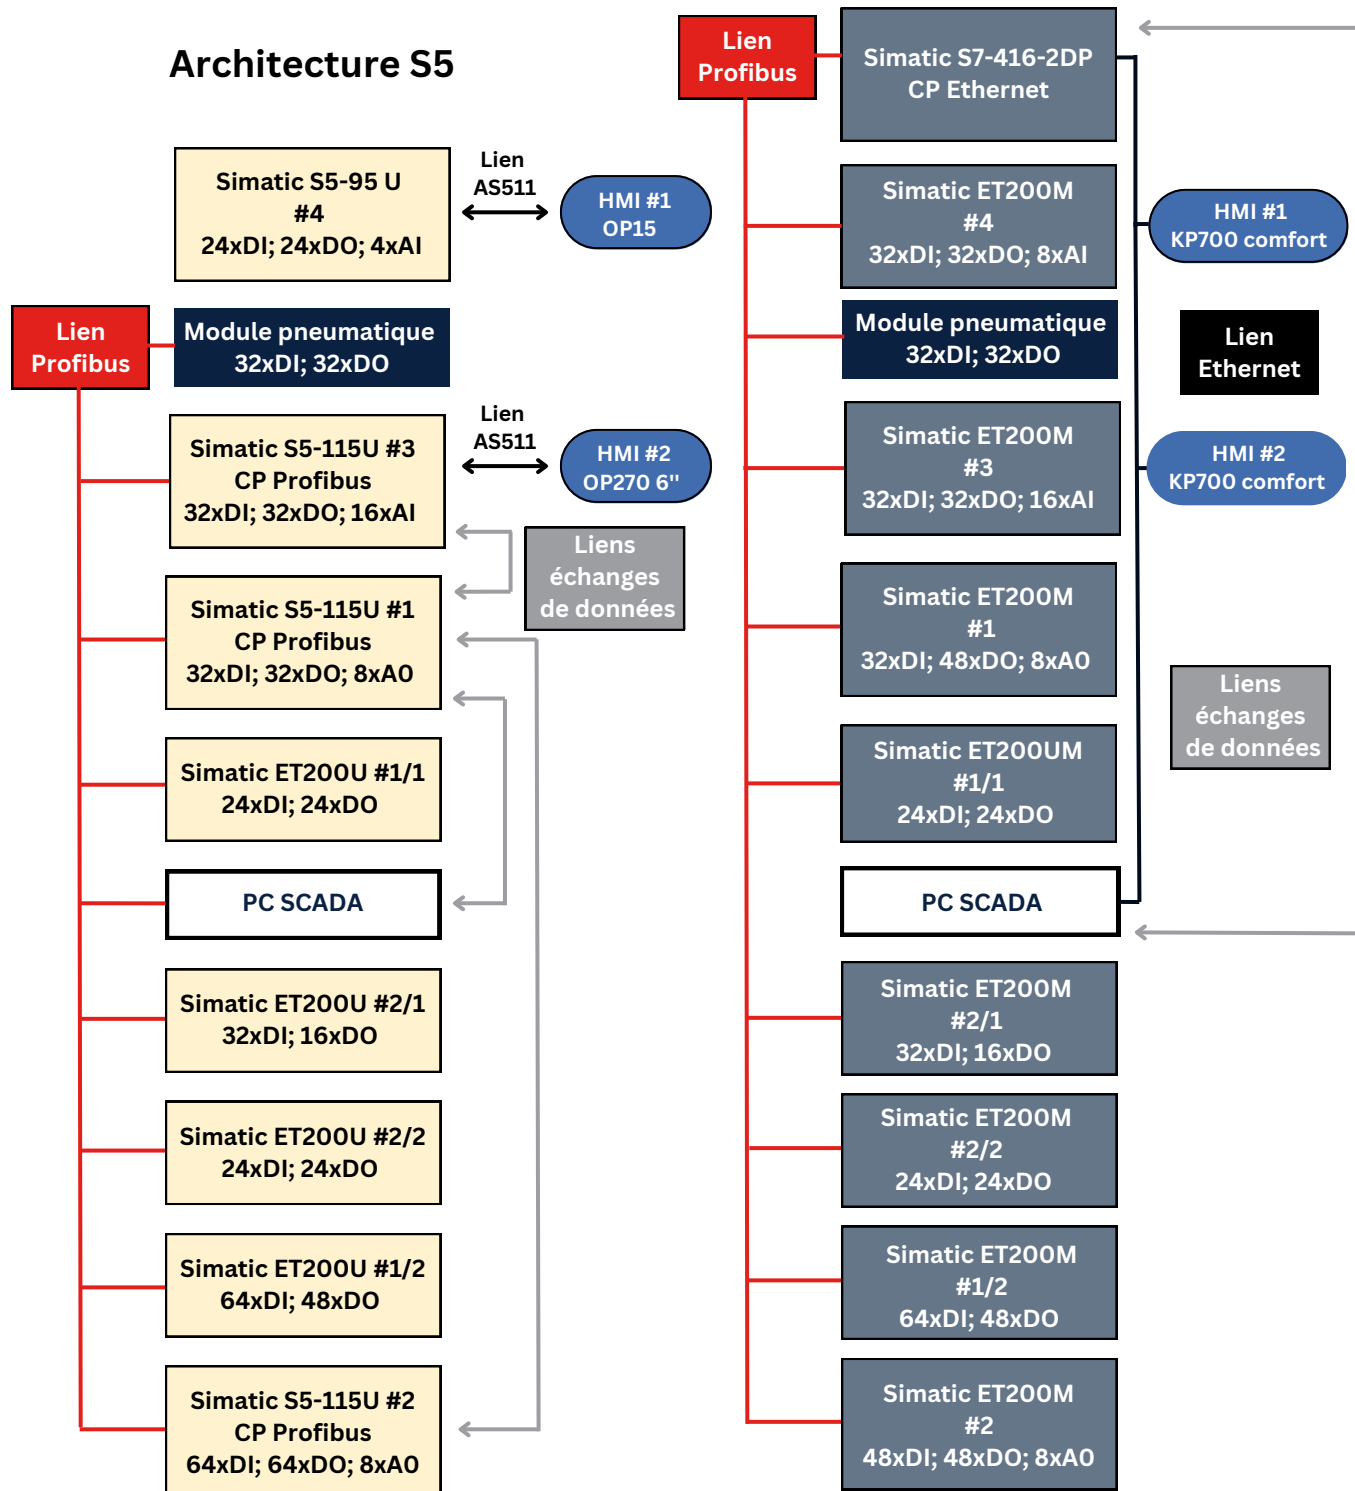 Architecture S5
Simatic S5-95 U
#4
24xDI; 24xDO; 4xAI
Lien
AS511
HMI #1
OP15
Lien
Profibus
Module pneumatique
32xDI; 32xDO
Simatic S5-115U #3
CP Profibus
32xDI; 32xDO; 16xAI
Lien
AS511
HMI #2
OP270 6"
Liens
échanges
de données
Simatic S5-115U #1
CP Profibus
32xDI; 32xDO; 8xA0
Simatic ET200U #1/1
24xDI; 24xDO
PC SCADA
Simatic ET200U #2/1
32xDI; 16xDO
Simatic ET200U #2/2
24xDI; 24xDO
Simatic ET200U #1/2
64xDI; 48xDO
Simatic S5-115U #2
CP Profibus
64xDI; 64xDO; 8xA0
Lien
Profibus
Simatic S7-416-2DP
CP Ethernet
Simatic ET200M
#4
32xDI; 32xDO; 8xAI
HMI #1
KP700 comfort
Module pneumatique
32xDI; 32xDO
Lien
Ethernet
Simatic ET200M
#3
32xDI; 32xDO; 16xAI
HMI #2
KP700 comfort
Simatic ET200M
#1
32xDI; 48xDO; 8xA0
Liens
échanges
de données
Simatic ET200UM
#1/1
24xDI; 24xDO
PC SCADA
Simatic ET200M
#2/1
32xDI; 16xDO
Simatic ET200M
#2/2
24xDI; 24xDO
Simatic ET200M
#1/2
64xDI; 48xDO
Simatic ET200M
#2
48xDI; 48xDO; 8xA0